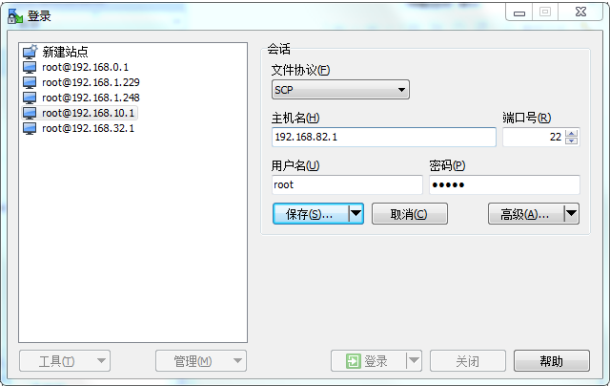 登录
新建站点
root@192.168.0.1
root@192.168.1.229
root@192.168.1.248
root@192.168.10.1
root@192.168.32.1
会话
文件协议(F)
SCP
主机名(H) 端口号(R)
192.168.82.1 22
用户名(U) 密码(P)
root •••••
保存(S)... 取消(C) 高级(A)...
工具(T) 管理(M) 登录 关闭 帮助